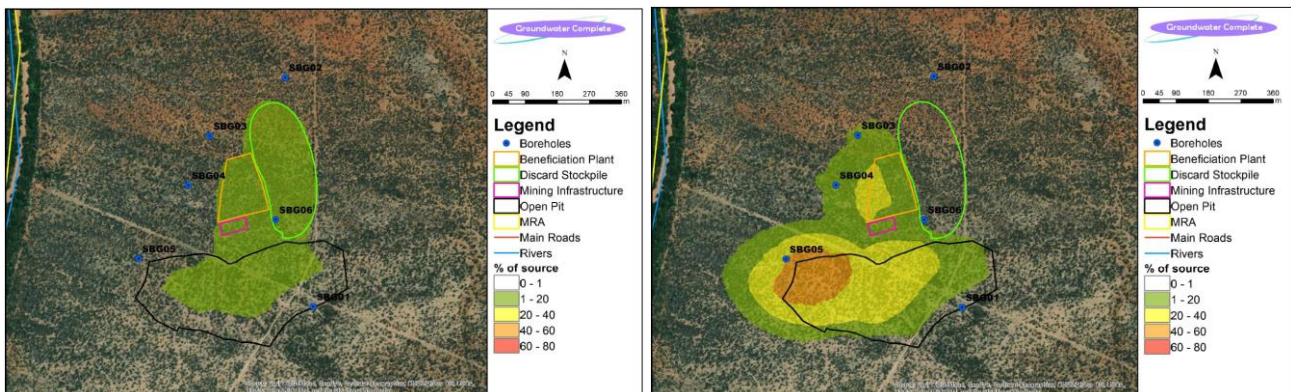 SBG02
SBG03
SBG04
SBG06
SBG05
SBG01
Groundwater Complete
N
0 45 90 180 270 360
m
Legend
Boreholes
Beneficiation Plant
Discard Stockpile
Mining Infrastructure
Open Pit
MRA
Main Roads
Rivers
% of source
0 - 1
1 - 20
20 - 40
40 - 60
60 - 80
SBG02
SBG03
SBG04
SBG06
SBG05
SBG01
Groundwater Complete
N
0 45 90 180 270 360
m
Legend
Boreholes
Beneficiation Plant
Discard Stockpile
Mining Infrastructure
Open Pit
MRA
Main Roads
Rivers
% of source
0 - 1
1 - 20
20 - 40
40 - 60
60 - 80